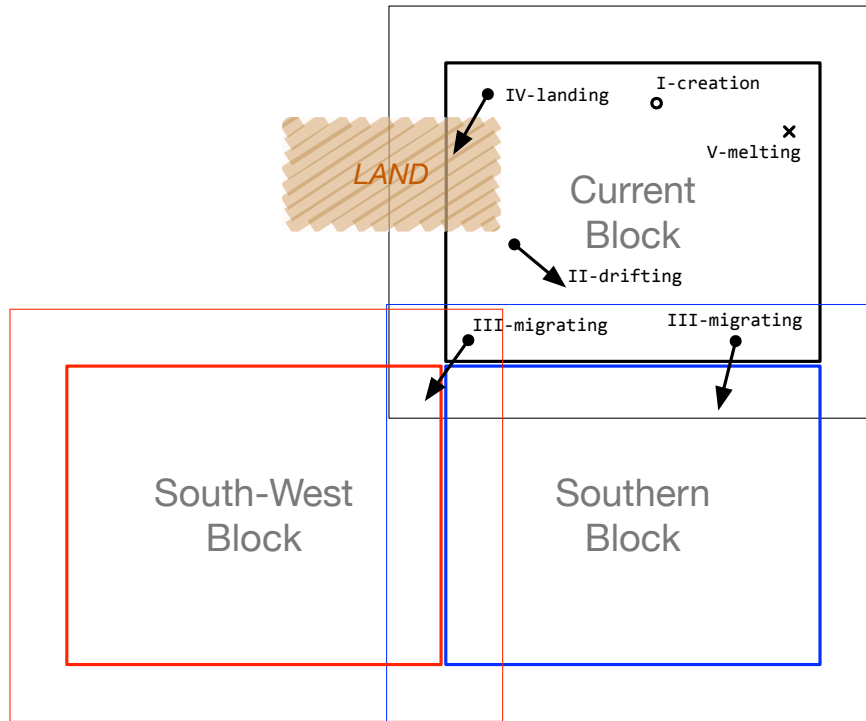 I-creation
IV-landing
V-melting
LAND
Current
Block
II-drifting
III-migrating
III-migrating
South-West
Block
Southern
Block